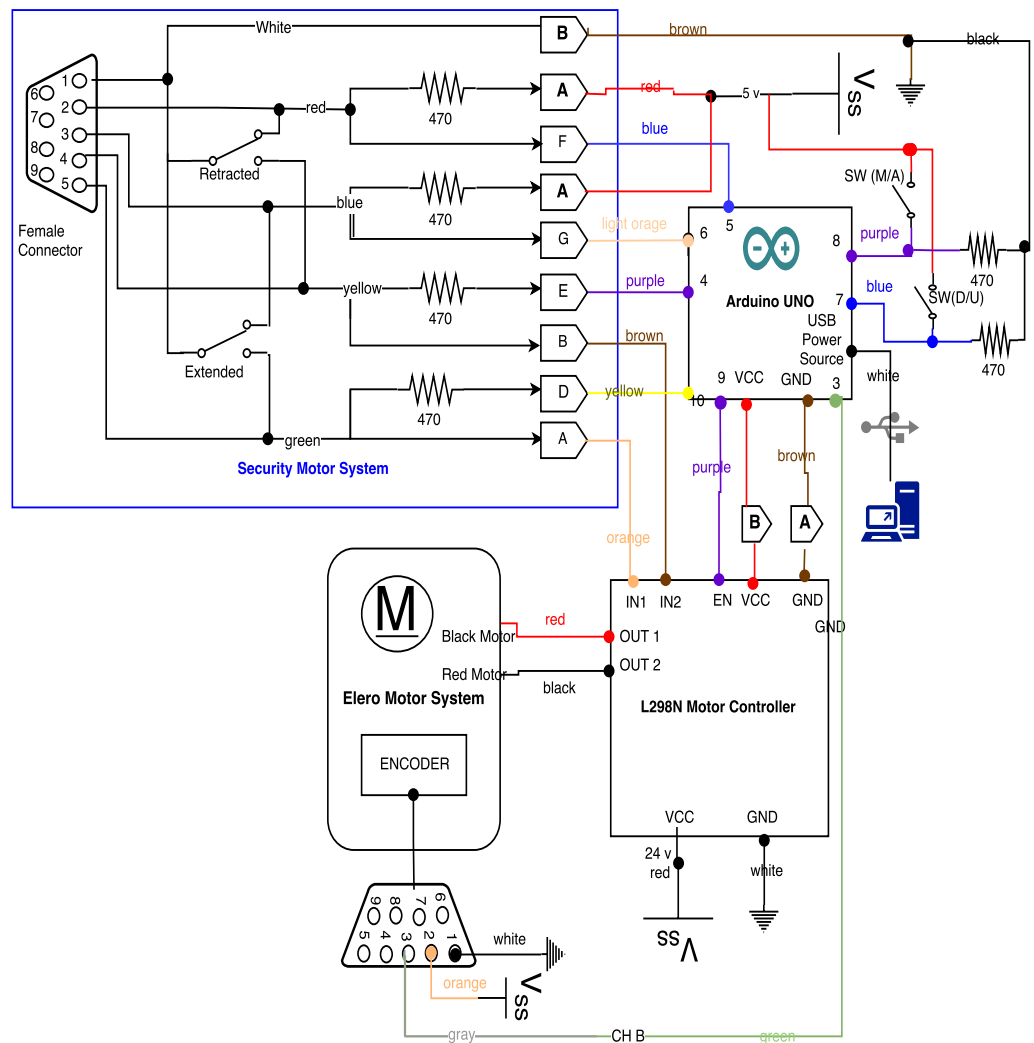 White
B
brown
black
1
6
2
7
3
8
4
9
5
red
470
A
red
5 v
Vss
F
blue
Retracted
SW (M/A)
blue
470
A
Female
Connector
G
light orage
6
5
8
purple
470
yellow
470
E
purple
4
Arduino UNO
7
blue
SW(D/U)
USB
Power
Source
B
brown
470
Extended
white
470
D
yellow
10
9
VCC
GND
3
green
A
Security Motor System
purple
brown
B
A
orange
IN1
IN2
EN
VCC
GND
GND
M
Black Motor
red
OUT 1
Red Motor
black
OUT 2
Elero Motor System
L298N Motor Controller
ENCODER
VCC
GND
24 v
red
white
Vss
9
8
7
6
5
4
3
2
1
white
orange
Vss
gray
CH B
green